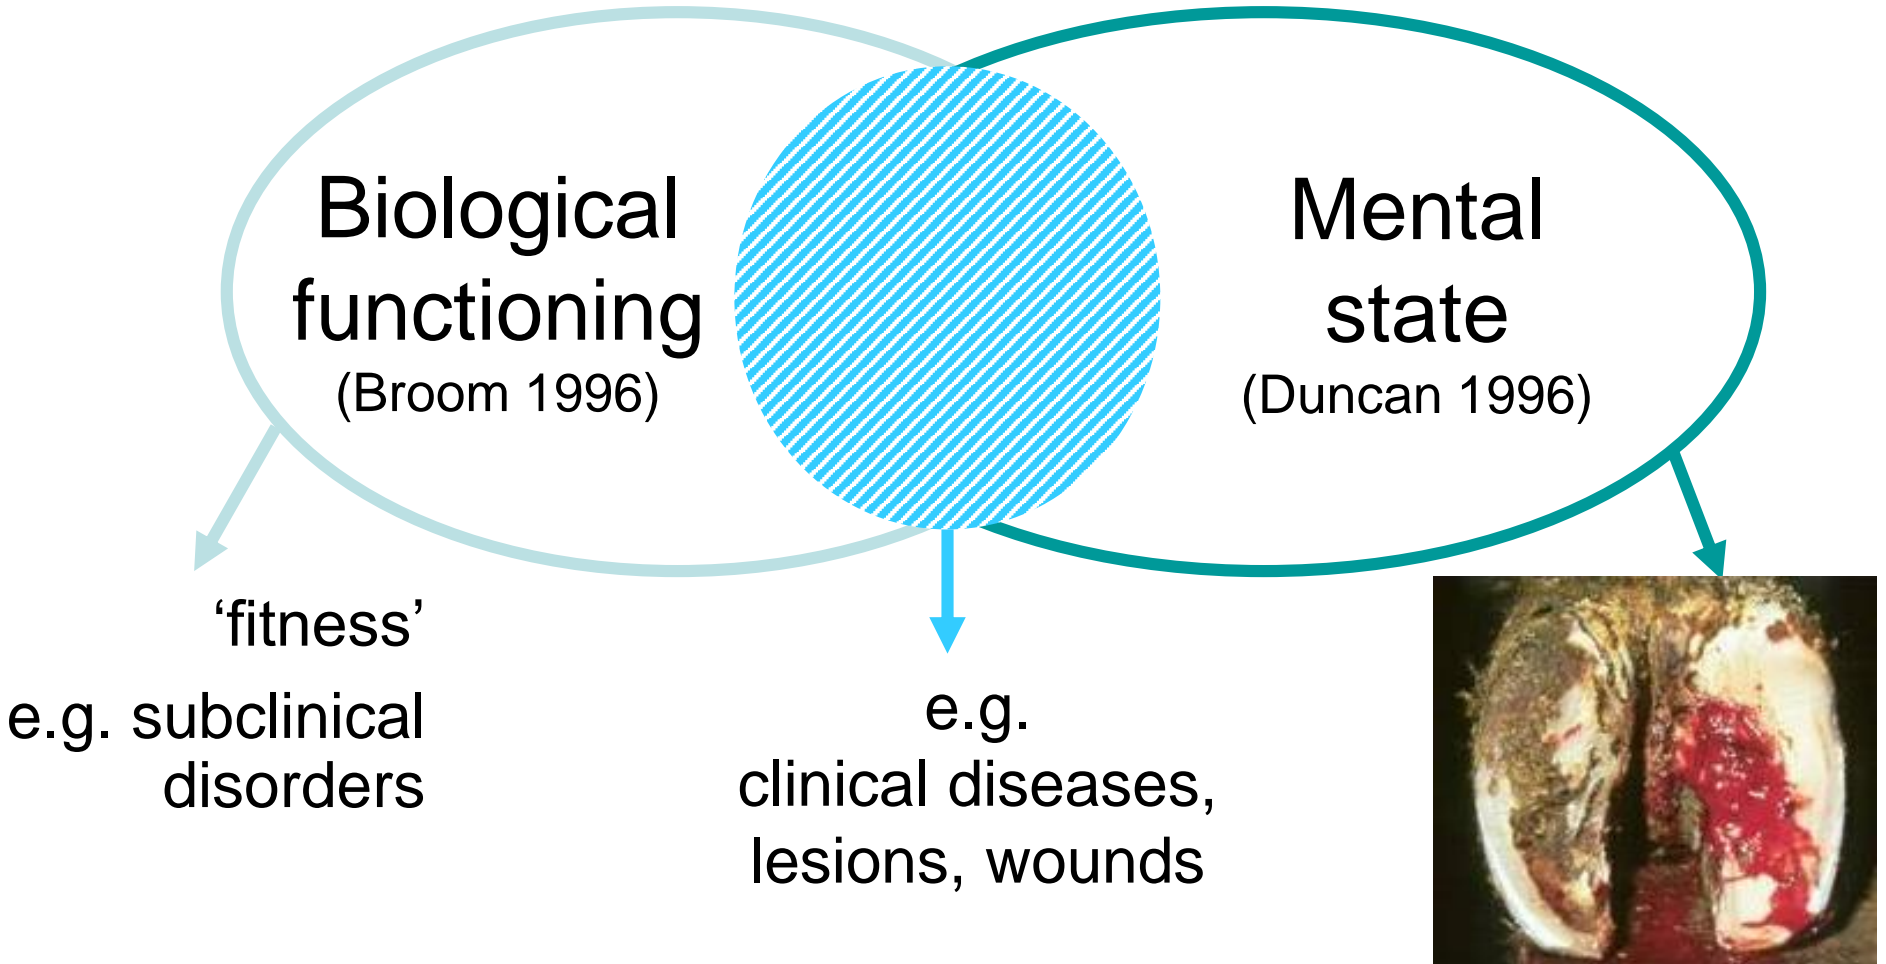 Biological
functioning
(Broom 1996)
Mental
state
(Duncan 1996)
‘fitness’
e.g. subclinical
disorders
e.g.
clinical diseases,
lesions, wounds